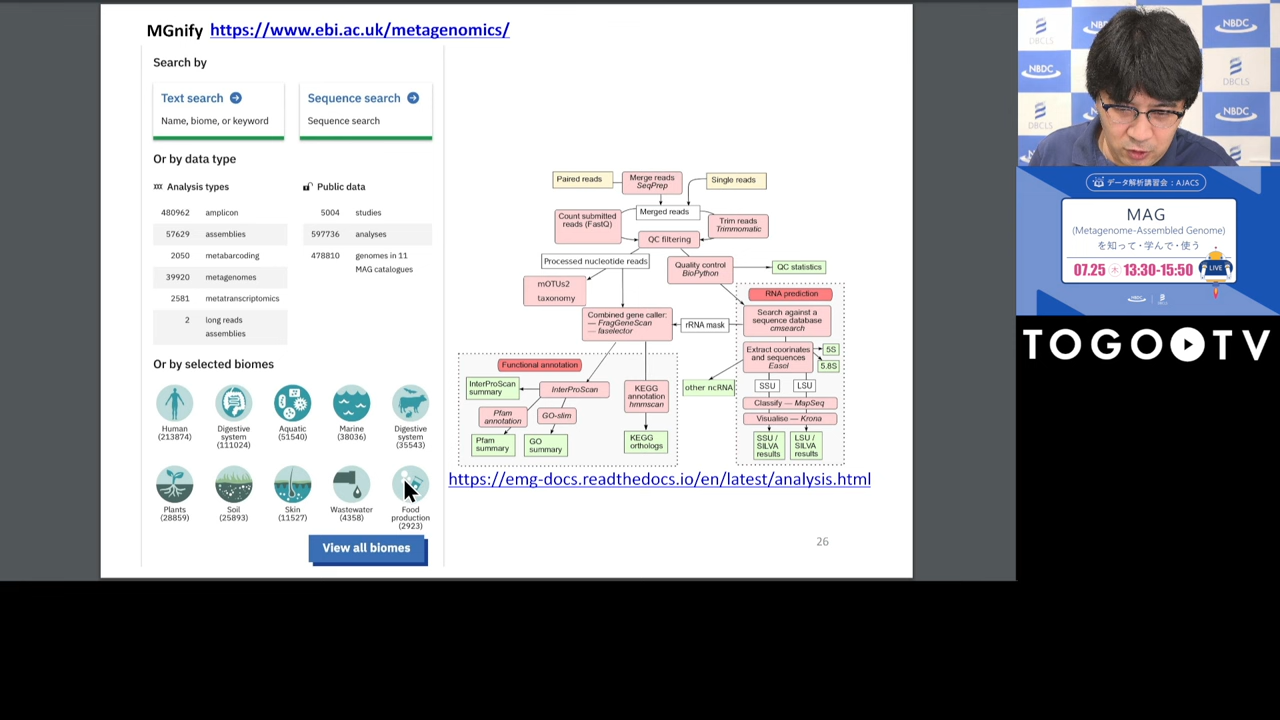 MGnify https://www.ebi.ac.uk/metagenomics/
Search by
Text search
Name, biome, or keyword
Sequence search
Sequence search
Or by data type
Analysis types
480962 amplicon
57629 assemblies
2050 metabarcoding
39920 metagenomes
2581 metatranscriptomics
2 long reads
assemblies
Public data
5004 studies
597736 analyses
478810 genomes in 11
MAG catalogues
Or by selected biomes
Human
(213874)
Digestive
system
(111024)
Aquatic
(51540)
Marine
(38036)
Digestive
system
(35543)
Plants
(28859)
Soil
(25893)
Skin
(11527)
Wastewater
(4358)
Food
production
(2923)
View all biomes
Paired reads
Merge reads
SeqPrep
Single reads
Merged reads
Count submitted
reads (FastQ)
Trim reads
Trimmomatic
QC filtering
Processed nucleotide reads
Quality control
BioPython
QC statistics
mOTUs2
taxonomy
RNA prediction
Combined gene caller:
— FragGeneScan
— faselector
rRNA mask
Search against a
sequence database
cmsearch
Extract coorinates
and sequences
Easel
5S
5.8S
Functional annotation
InterProScan
summary
InterProScan
KEGG
annotation
hmmscan
other ncRNA
SSU
LSU
Pfam
annotation
GO-slim
Classify — MapSeq
Visualise — Krona
Pfam
summary
GO
summary
KEGG
orthologs
SSU /
SILVA
results
LSU /
SILVA
results
https://emg-docs.readthedocs.io/en/latest/analysis.html
26
NBDC
DBCLS
NBDC
NBDC
DBCLS
NBDC
データ解析講習会:AJACS
MAG
(Metagenome-Assembled Genome)
を知って・学んで・使う
07.25 木 13:30-15:50
LIVE
TOGO TV